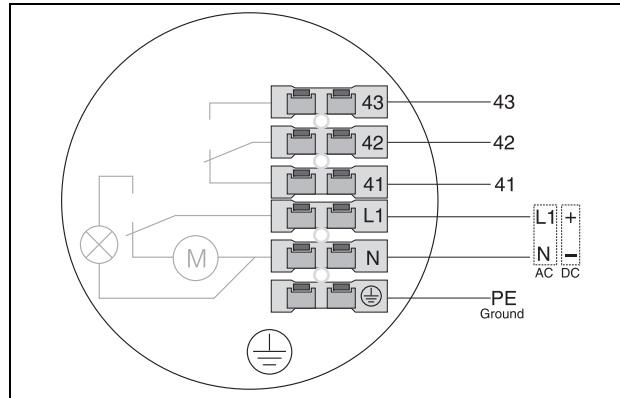 43 43
42 42
41 41
L1 L1 +
N N –
AC DC
PE
Ground
M